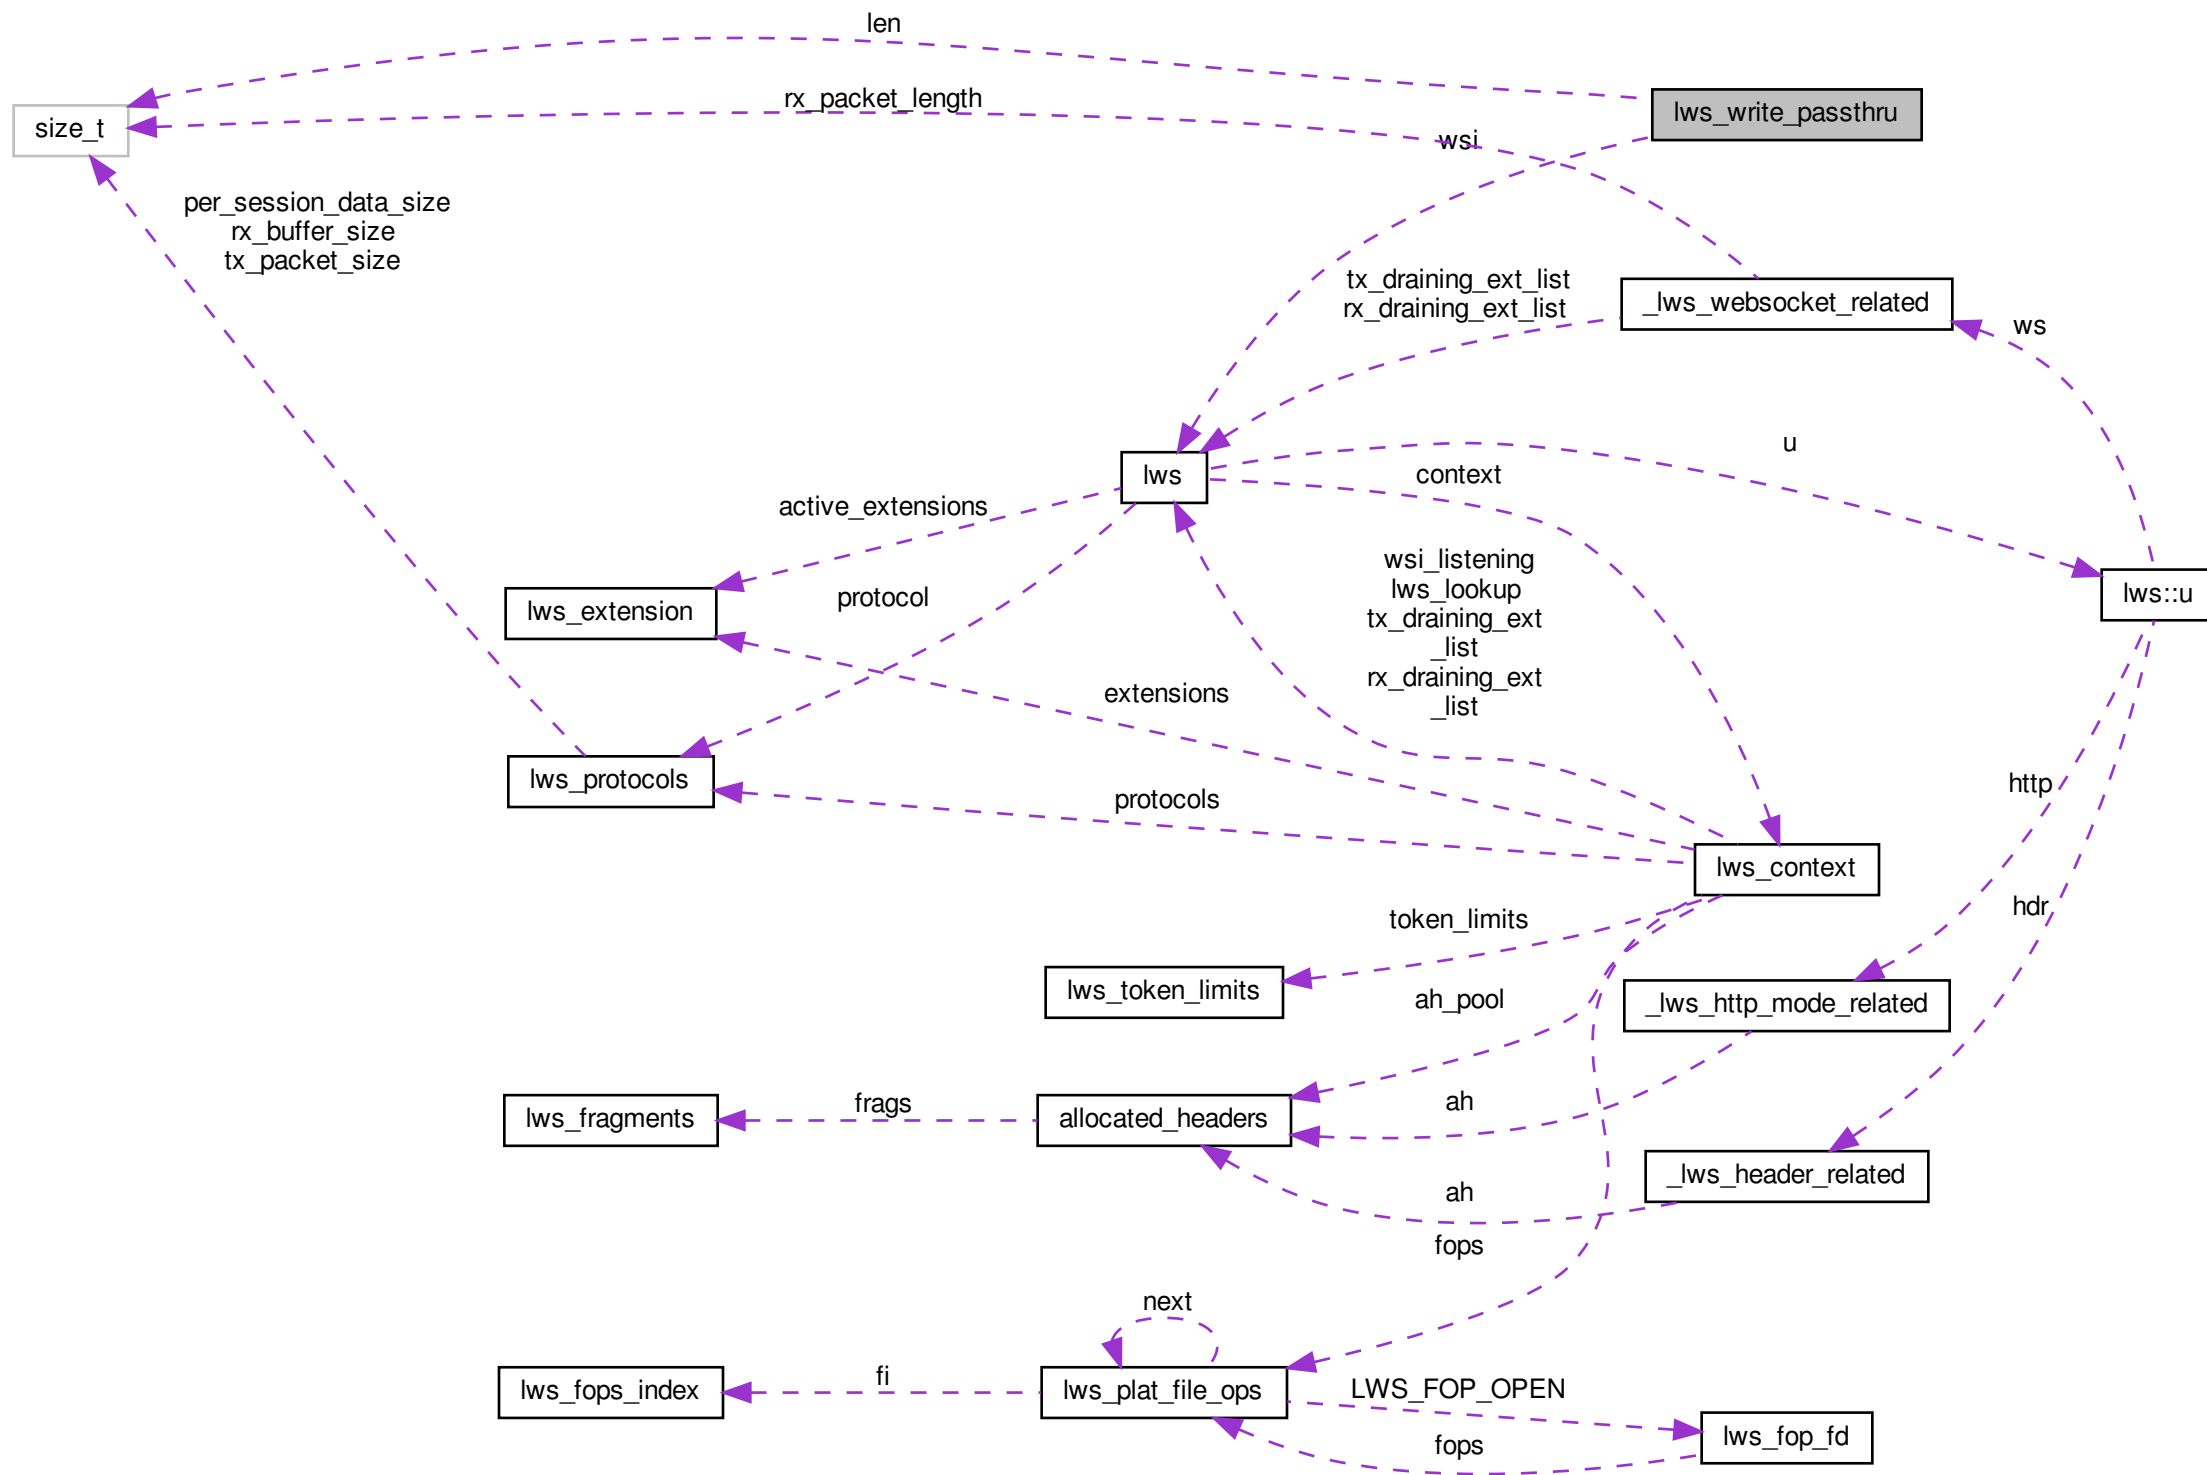 len
rx_packet_length
lws_write_passthru
size_t
wsi
per_session_data_size
rx_buffer_size
tx_packet_size
tx_draining_ext_list
rx_draining_ext_list
_lws_websocket_related
ws
u
lws
context
active_extensions
wsi_listening
lws_lookup
tx_draining_ext
_list
rx_draining_ext
_list
lws_extension
protocol
lws::u
extensions
lws_protocols
protocols
http
lws_context
token_limits
hdr
lws_token_limits
ah_pool
_lws_http_mode_related
frags
lws_fragments
allocated_headers
ah
_lws_header_related
ah
fops
next
fi
lws_fops_index
lws_plat_file_ops
LWS_FOP_OPEN
lws_fop_fd
fops